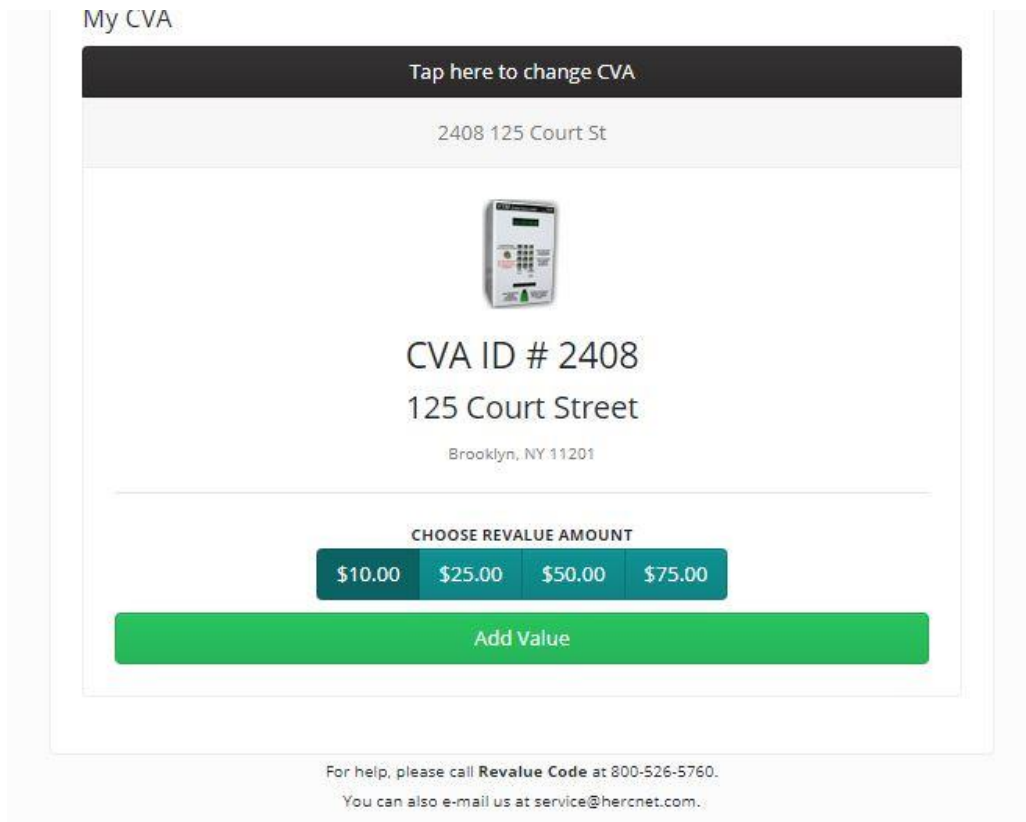 My CVA
Tap here to change CVA
2408 125 Court St
CVA ID # 2408
125 Court Street
Brooklyn, NY 11201
CHOOSE REVALUE AMOUNT
$10.00 $25.00 $50.00 $75.00
Add Value
For help, please call Revalue Code at 800-526-5760.
You can also e-mail us at service@hercnet.com.